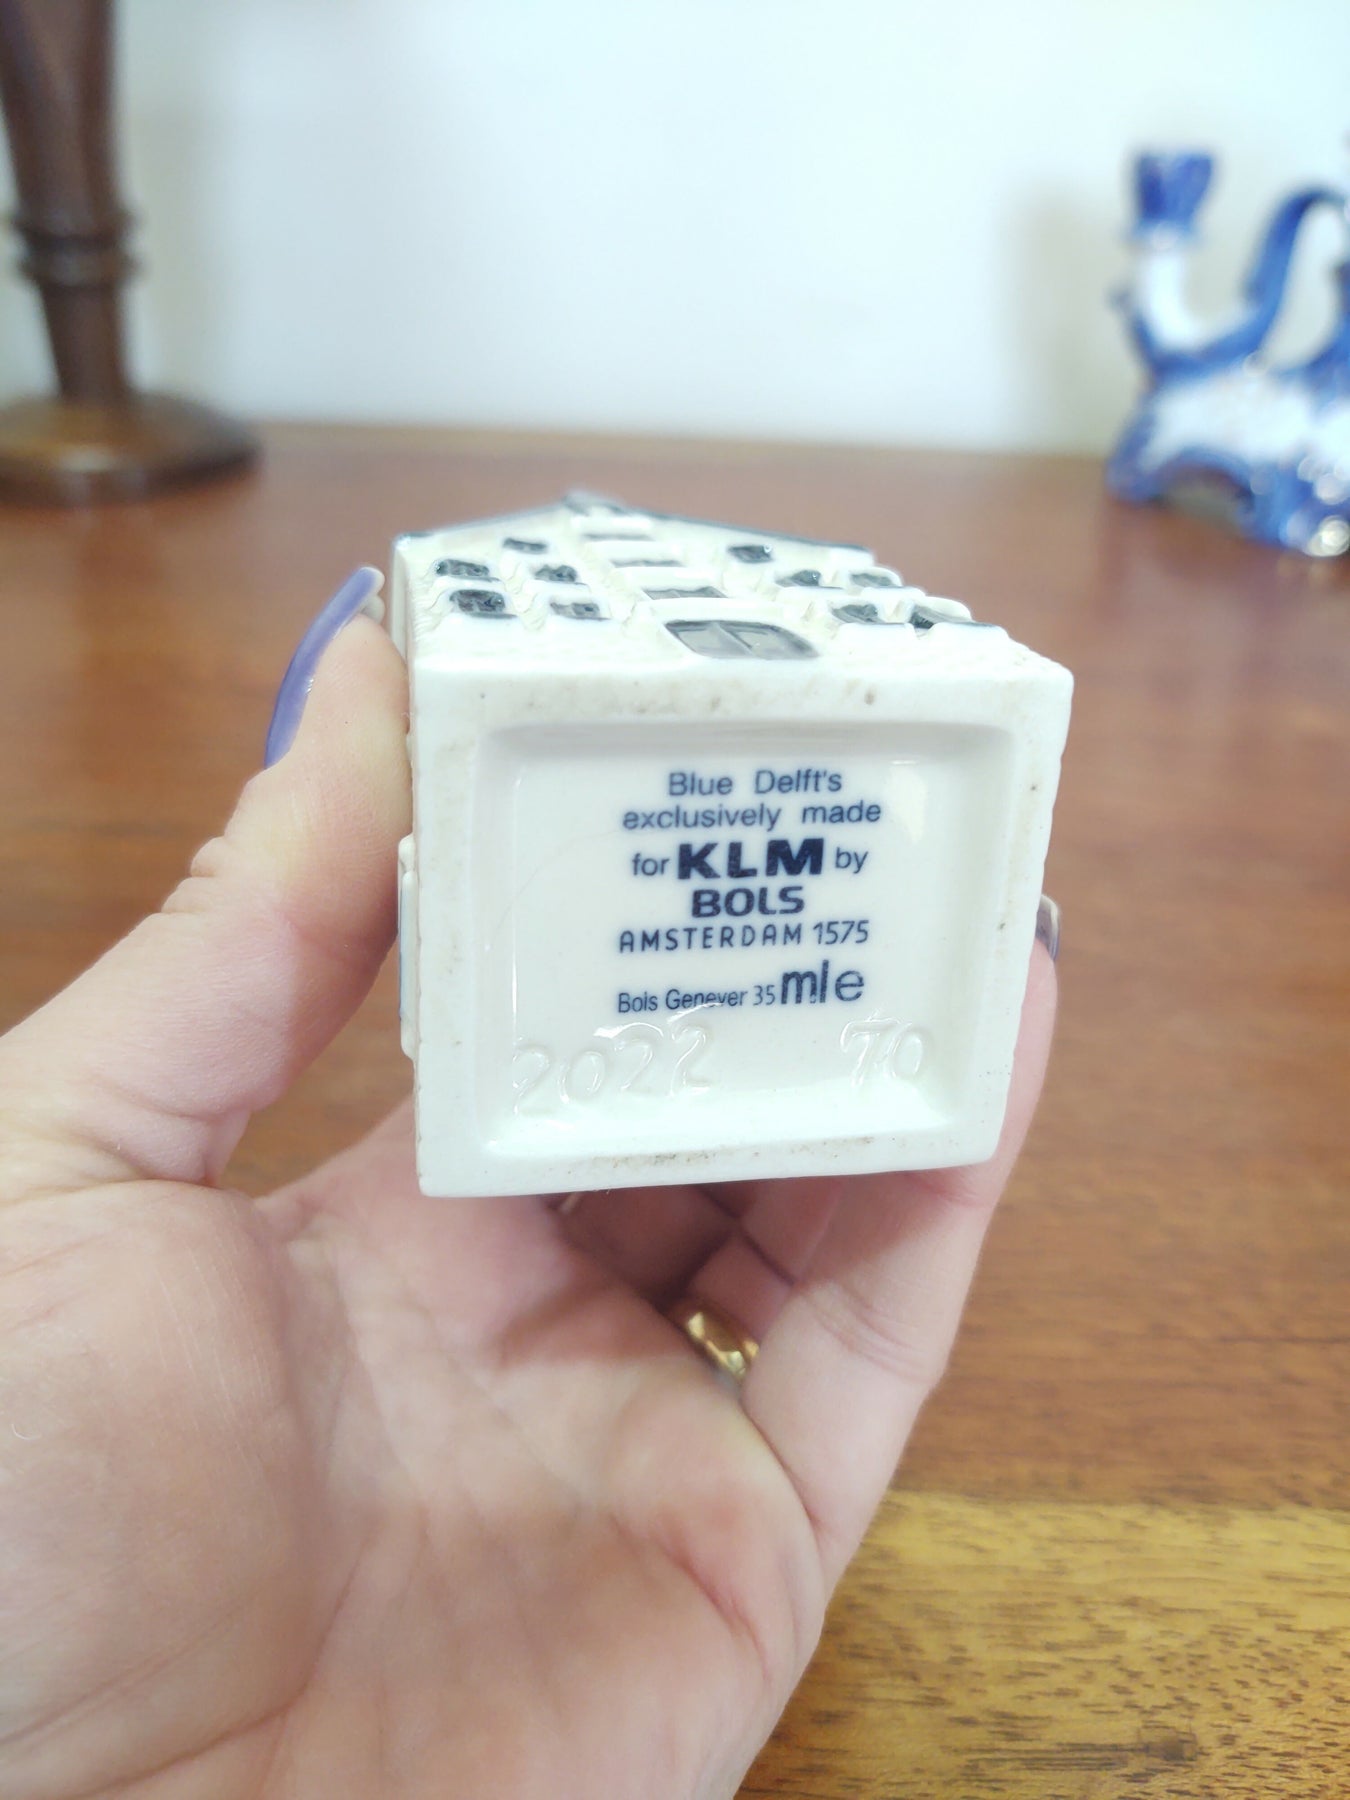 Blue Delft's
exclusively made
for KLM by
BOLS
AMSTERDAM 1575
Bols Genever 35 ml e
2022 70